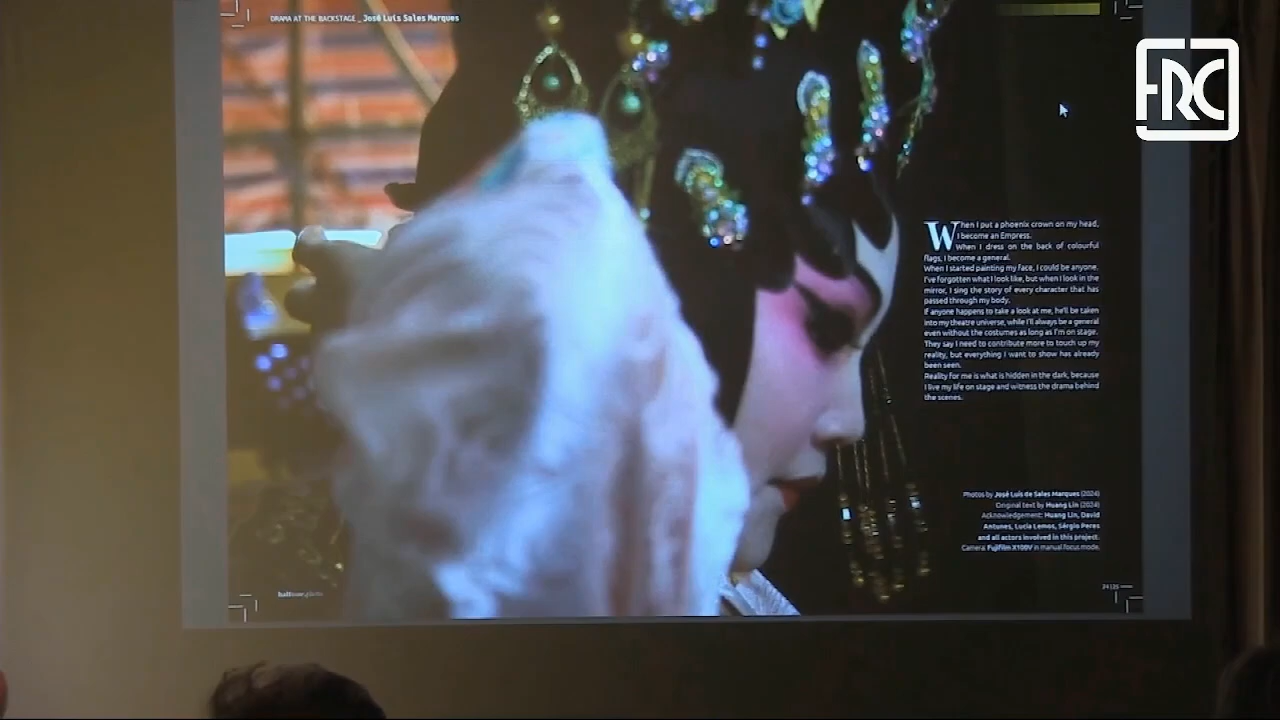 DRAMA AT THE BACKSTAGE _ José Luís Sales Marques
FRC
When I put a phoenix crown on my head,
I become an Empress.
When I dress on the back of colourful
flags, I become a general.
When I started painting my face, I could be anyone.
I've forgotten what I look like, but when I look in the
mirror, I sing the story of every character that has
passed through my body.
If anyone happens to take a look at me, he'll be taken
into my theatre universe, while I'll always be a general
even without the costumes as long as I'm on stage.
They say I need to contribute more to touch up my
reality, but everything I want to show has already
been seen.
Reality for me is what is hidden in the dark, because
I live my life on stage and witness the drama behind
the scenes.
Photos by José Luís de Sales Marques (2024)
Original text by Huang Lin (2024)
Acknowledgement: Huang Lin, David
Antunes, Lucia Lemos, Sérgio Peres
and all actors involved in this project.
Camera: Fujifilm X100V in manual focus mode.
24 | 25